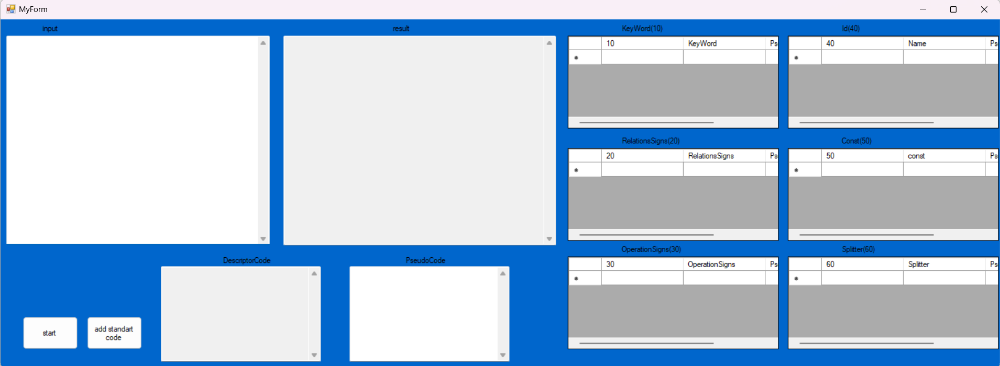 MyForm
input
result
KeyWord(10)
Id(40)
10 KeyWord Ps
40 Name Ps
RelationsSigns(20)
Const(50)
20 RelationsSigns Ps
50 const Ps
OperationSigns(30)
Splitter(60)
30 OperationSigns Ps
60 Splitter Ps
DescriptorCode
PseudoCode
start
add standart
code